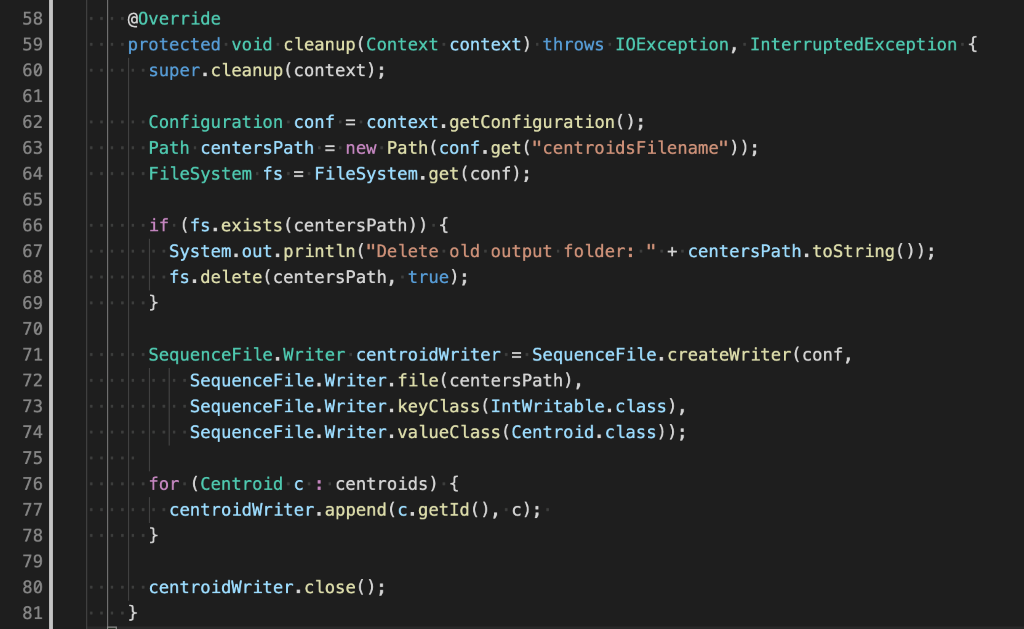 58 @Override
59 protected void cleanup(Context context) throws IOException, InterruptedException {
60 super.cleanup(context);
61
62 Configuration conf = context.getConfiguration();
63 Path centersPath = new Path(conf.get("centroidsFilename"));
64 FileSystem fs = FileSystem.get(conf);
65
66 if (fs.exists(centersPath)) {
67 System.out.println("Delete old output folder: " + centersPath.toString());
68 fs.delete(centersPath, true);
69 }
70
71 SequenceFile.Writer centroidWriter = SequenceFile.createWriter(conf,
72 SequenceFile.Writer.file(centersPath),
73 SequenceFile.Writer.keyClass(IntWritable.class),
74 SequenceFile.Writer.valueClass(Centroid.class));
75
76 for (Centroid c : centroids) {
77 centroidWriter.append(c.getId(), c);
78 }
79
80 centroidWriter.close();
81 }